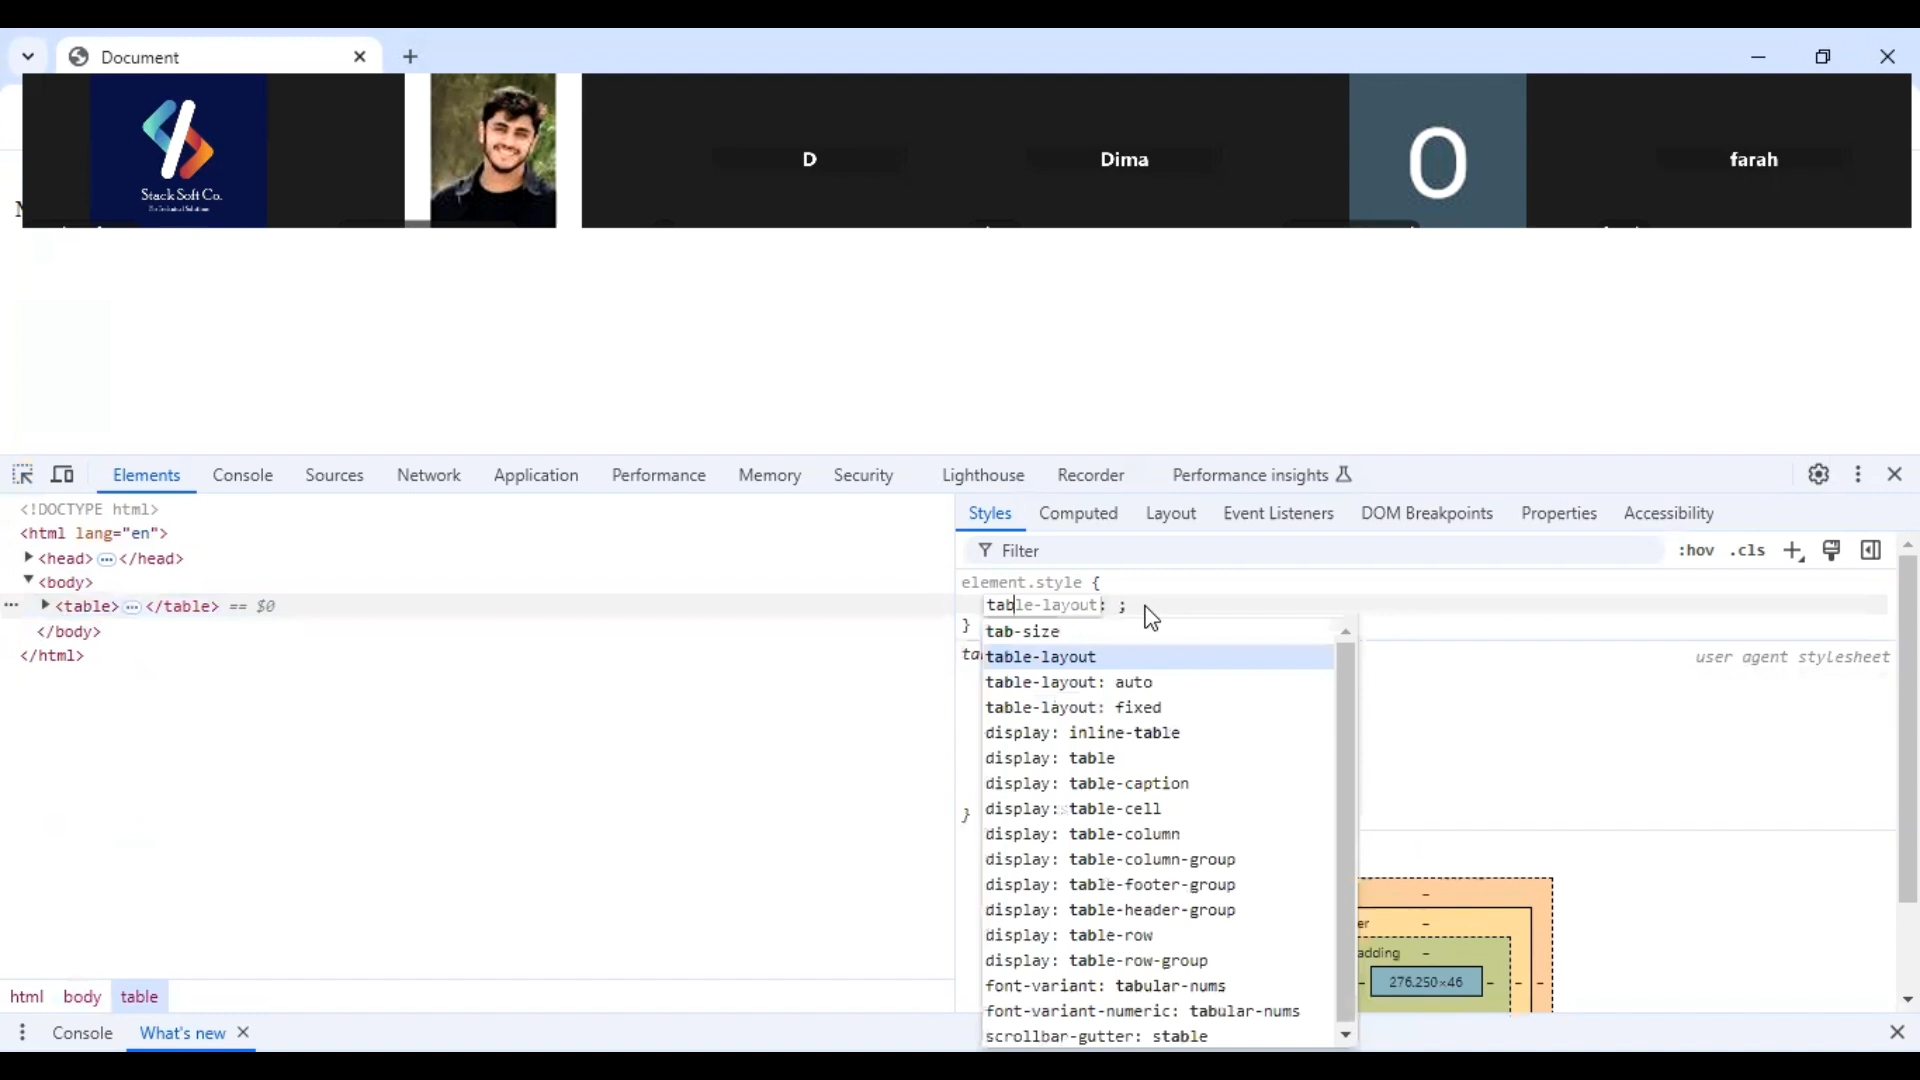 Document
Stack Soft Co.
D
Dima
O
farah
Elements
Console
Sources
Network
Application
Performance
Memory
Security
Lighthouse
Recorder
Performance insights
<!DOCTYPE html>
<html lang="en">
<head> … </head>
<body>
<table> … </table> == $0
</body>
</html>
Styles
Computed
Layout
Event Listeners
DOM Breakpoints
Properties
Accessibility
Filter
:hov .cls
element.style {
table-layout: ;
}
user agent stylesheet
tab-size
table-layout
table-layout: auto
table-layout: fixed
display: inline-table
display: table
display: table-caption
display: table-cell
display: table-column
display: table-column-group
display: table-footer-group
display: table-header-group
display: table-row
display: table-row-group
font-variant: tabular-nums
font-variant-numeric: tabular-nums
scrollbar-gutter: stable
}
276.250×46
html body table
Console
What's new